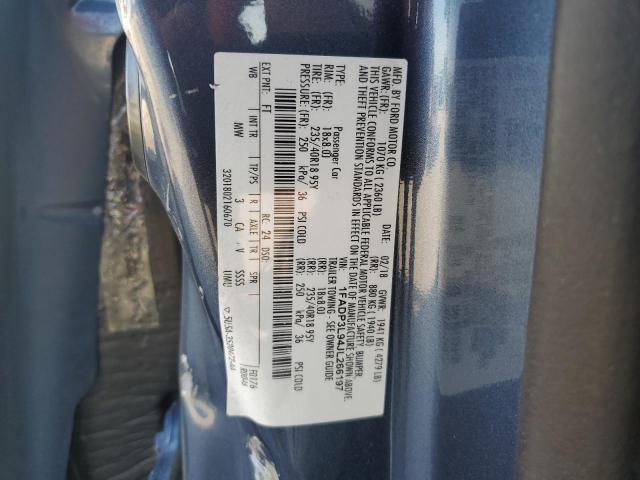 MFD. BY FORD MOTOR CO.
DATE: 02/18 GVWR: 1941 KG ( 4279 LB)
GAWR: (FR): 1070 KG ( 2360 LB) (RR): 880 KG ( 1940 LB)
THIS VEHICLE CONFORMS TO ALL APPLICABLE FEDERAL MOTOR VEHICLE SAFETY, BUMPER
AND THEFT PREVENTION STANDARDS IN EFFECT ON THE DATE OF MANUFACTURE SHOWN ABOVE.
VIN: 1FADP3L94JL266197
TYPE: Passenger Car TRAILER TOWING - SEE OWNER GUIDE
RIM: (FR): 18x8.0J (RR): 18x8.0J
TIRE: (FR): 235/40R18 95Y (RR): 235/40R18 95Y
PRESSURE: (FR): 250 kPa/ 36 PSI COLD (RR): 250 kPa/ 36 PSI COLD
EXT PNT: FT RC: 24 DSO:
WB INT TR TP/PS R AXLE TR SPR
MW 3 CA V SSSS
3201802160670 UIMU